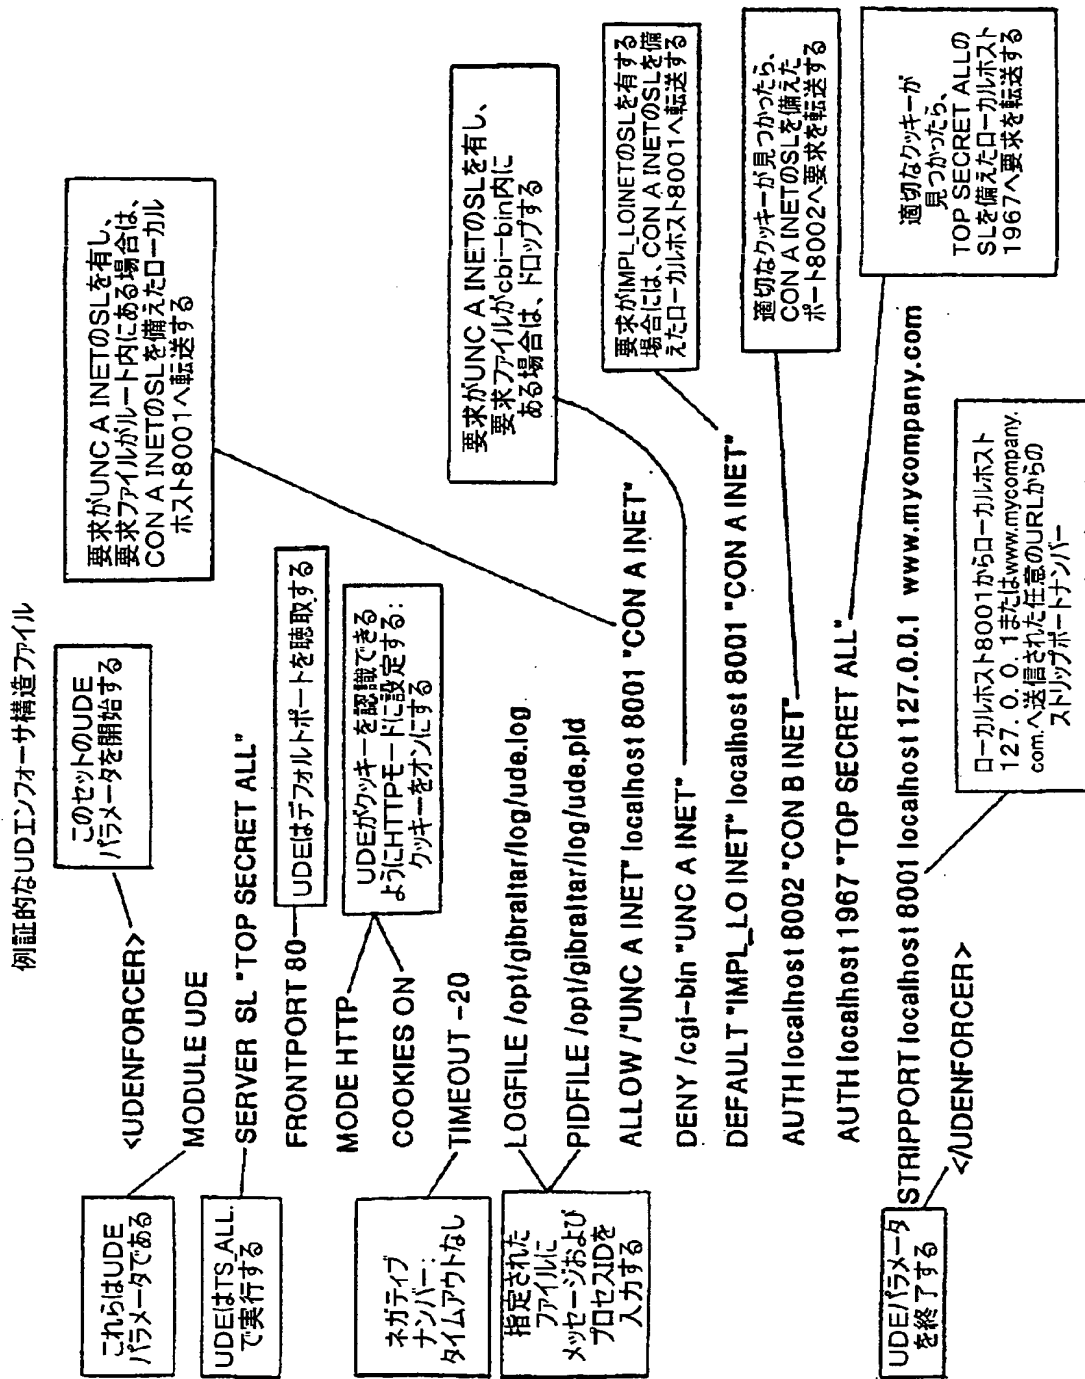 例証的なUDエンフォーサ構造ファイル
<UDENFORCER>
このセットのUDE
パラメータを開始する
これらはUDE
パラメータである
MODULE UDE
UDEはTS_ALL.
で実行する
SERVER SL "TOP SECRET ALL"
FRONTPORT 80
UDEはデフォルトポートを聴取する
MODE HTTP
COOKIES ON
UDEがクッキーを認識できる
ようにHTTPモードに設定する:
クッキーをオンにする
ネガティブ
ナンバー:
タイムアウトなし
TIMEOUT -20
指定された
ファイルに
メッセージおよび
プロセスIDを
入力する
LOGFILE /opt/gibraltar/log/ude.log
PIDFILE /opt/gibraltar/log/ude.pid
ALLOW /"UNC A INET" localhost 8001 "CON A INET"
要求がUNC A INETのSLを有し、
要求ファイルがルート内にある場合は、
CON A INETのSLを備えたローカル
ホスト8001へ転送する
DENY /cgi-bin "UNC A INET"
要求がUNC A INETのSLを有し、
要求ファイルがcbi-bin内に
ある場合は、ドロップする
DEFAULT "IMPL_LO INET" localhost 8001 "CON A INET"
要求がIMPL_LOINETのSLを有する
場合には、CON A INETのSLを備
えたローカルホスト8001へ転送する
AUTH localhost 8002 "CON B INET"
適切なクッキーが見つかったら、
CON A INETのSLを備えた
ポート8002へ要求を転送する
AUTH localhost 1967 "TOP SECRET ALL"
適切なクッキーが
見つかったら、
TOP SECRET ALLの
SLを備えたローカルホスト
1967へ要求を転送する
STRIPPORT localhost 8001 localhost 127.0.0.1 www.mycompany.com
ローカルホスト8001からローカルホスト
127.0.0.1またはwww.mycompany.
com.へ送信された任意のURLからの
ストリップポートナンバー
UDEパラメータ
を終了する
</UDENFORCER>